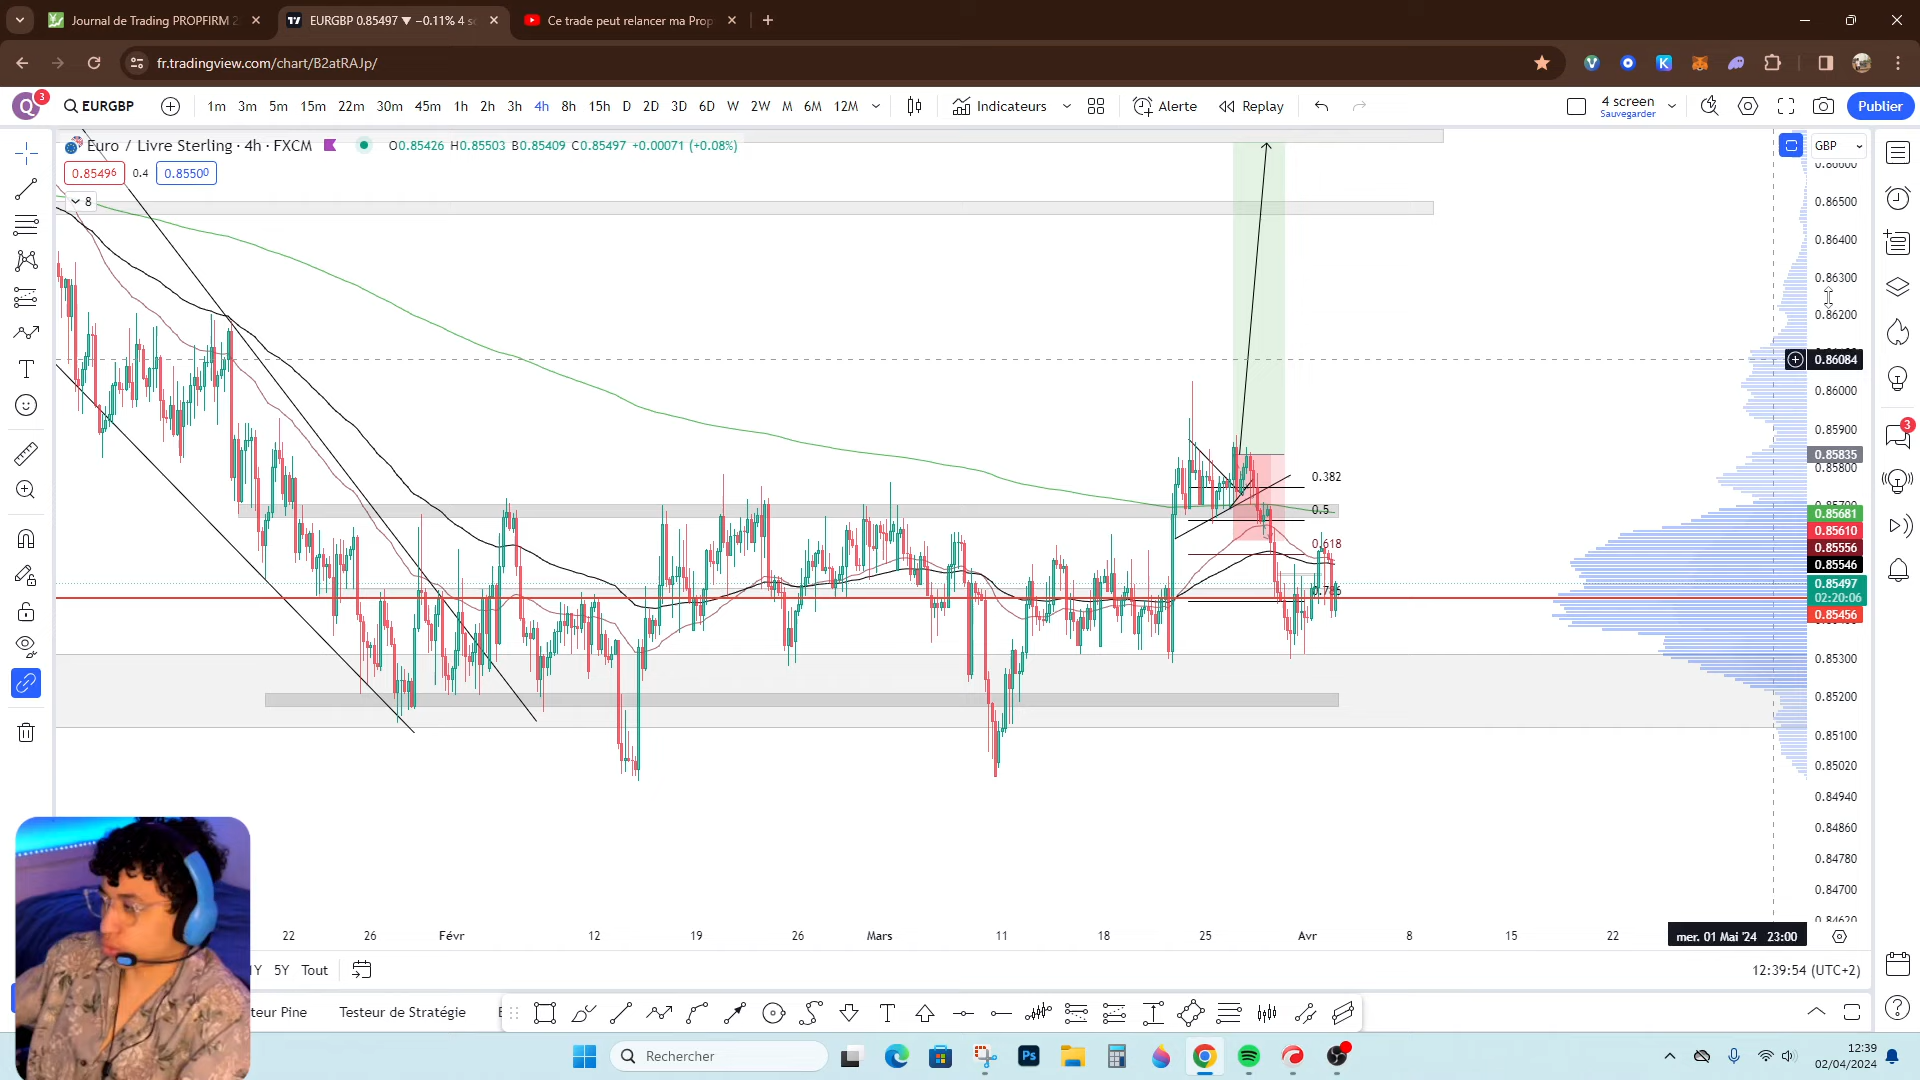 Journal de Trading PROPFIRM 2
EURGBP 0.85497 ▼ −0.11% 4 s
Ce trade peut relancer ma Prop
fr.tradingview.com/chart/B2atRAJp/
Q 3 EURGBP 1m 3m 5m 15m 22m 30m 45m 1h 2h 3h 4h 8h 15h D 2D 3D 6D W 2W M 6M 12M Indicateurs Alerte Replay 4 screen Sauvegarder Publier
Euro / Livre Sterling · 4h · FXCM O0.85426 H0.85503 B0.85409 C0.85497 +0.00071 (+0.08%) GBP
0.85496 0.4 0.85500
8
0.86500
0.86400
0.86300
0.86200
0.86084
0.86000
0.85900
0.85835
0.85800
0.382
0.5
0.618
0.85681
0.85610
0.85556
0.85546
0.85497
02:20:06
0.85456
0.85300
0.85200
0.85100
0.85020
0.84940
0.84860
0.84780
0.84700
3
22 26 Févr 12 19 26 Mars 11 18 25 Avr 8 15 22 mer. 01 Mai '24 23:00
1Y 5Y Tout 12:39:54 (UTC+2)
teur Pine Testeur de Stratégie
Rechercher
Ps
12:39
02/04/2024